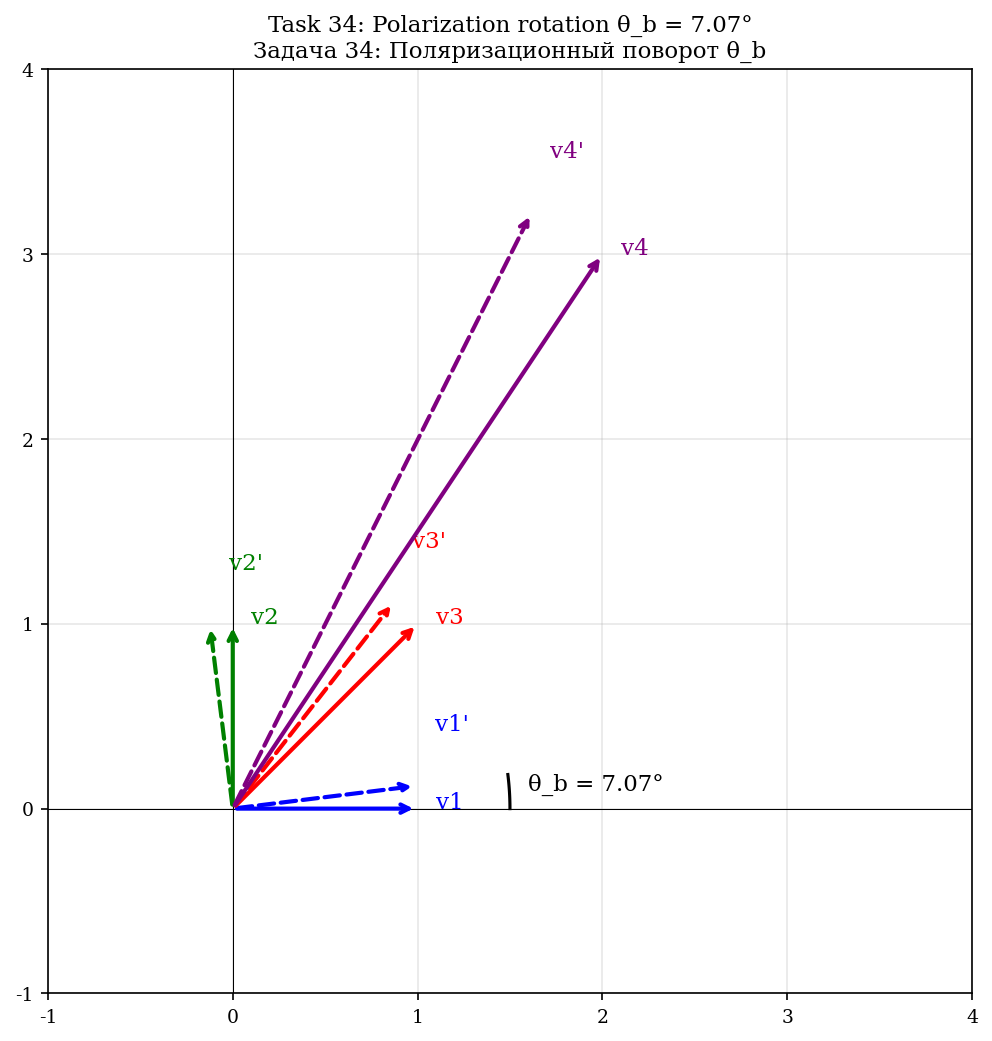 Task 34: Polarization rotation θ_b = 7.07°
Задача 34: Поляризационный поворот θ_b
4
v4'
3
v4
2
v3'
v2'
1
v2
v3
v1'
θ_b = 7.07°
0
v1
-1
-1 0 1 2 3 4